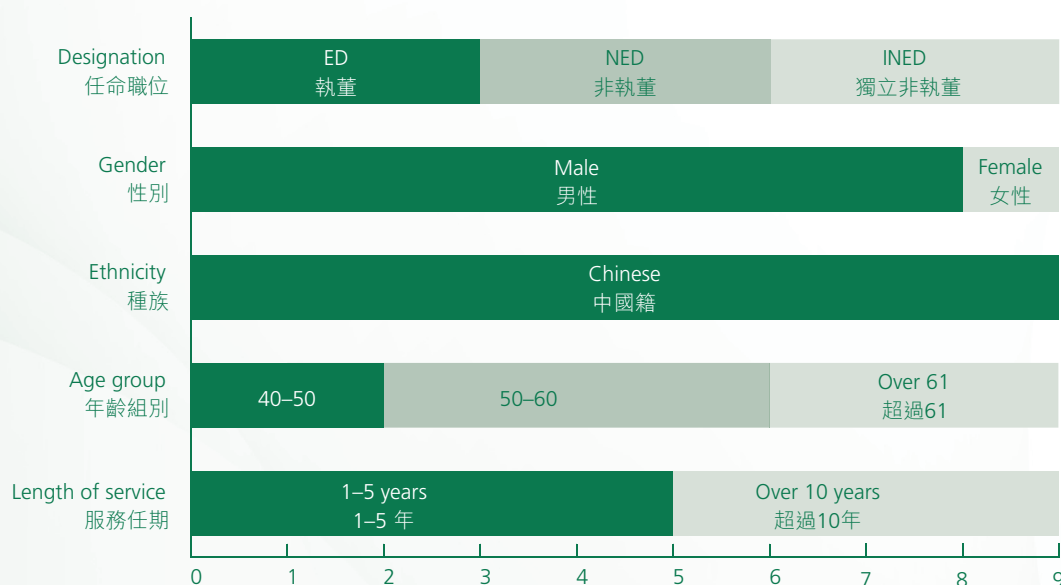 Designation
任命職位
ED
執董
NED
非執董
INED
獨立非執董
Gender
性別
Male
男性
Female
女性
Ethnicity
種族
Chinese
中國籍
Age group
年齡組別
40–50
50–60
Over 61
超過61
Length of service
服務任期
1–5 years
1–5 年
Over 10 years
超過10年
0 1 2 3 4 5 6 7 8 9